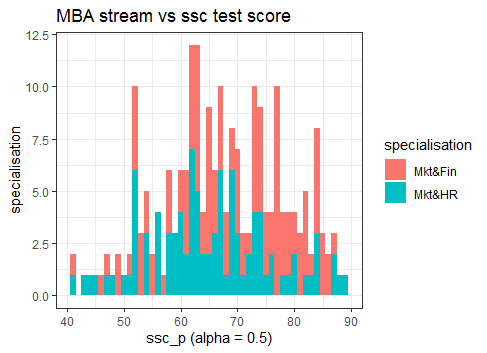 MBA stream vs ssc test score
12.5
10.0
7.5
5.0
2.5
0.0
specialisation
40 50 60 70 80 90
ssc_p (alpha = 0.5)
specialisation
Mkt&Fin
Mkt&HR